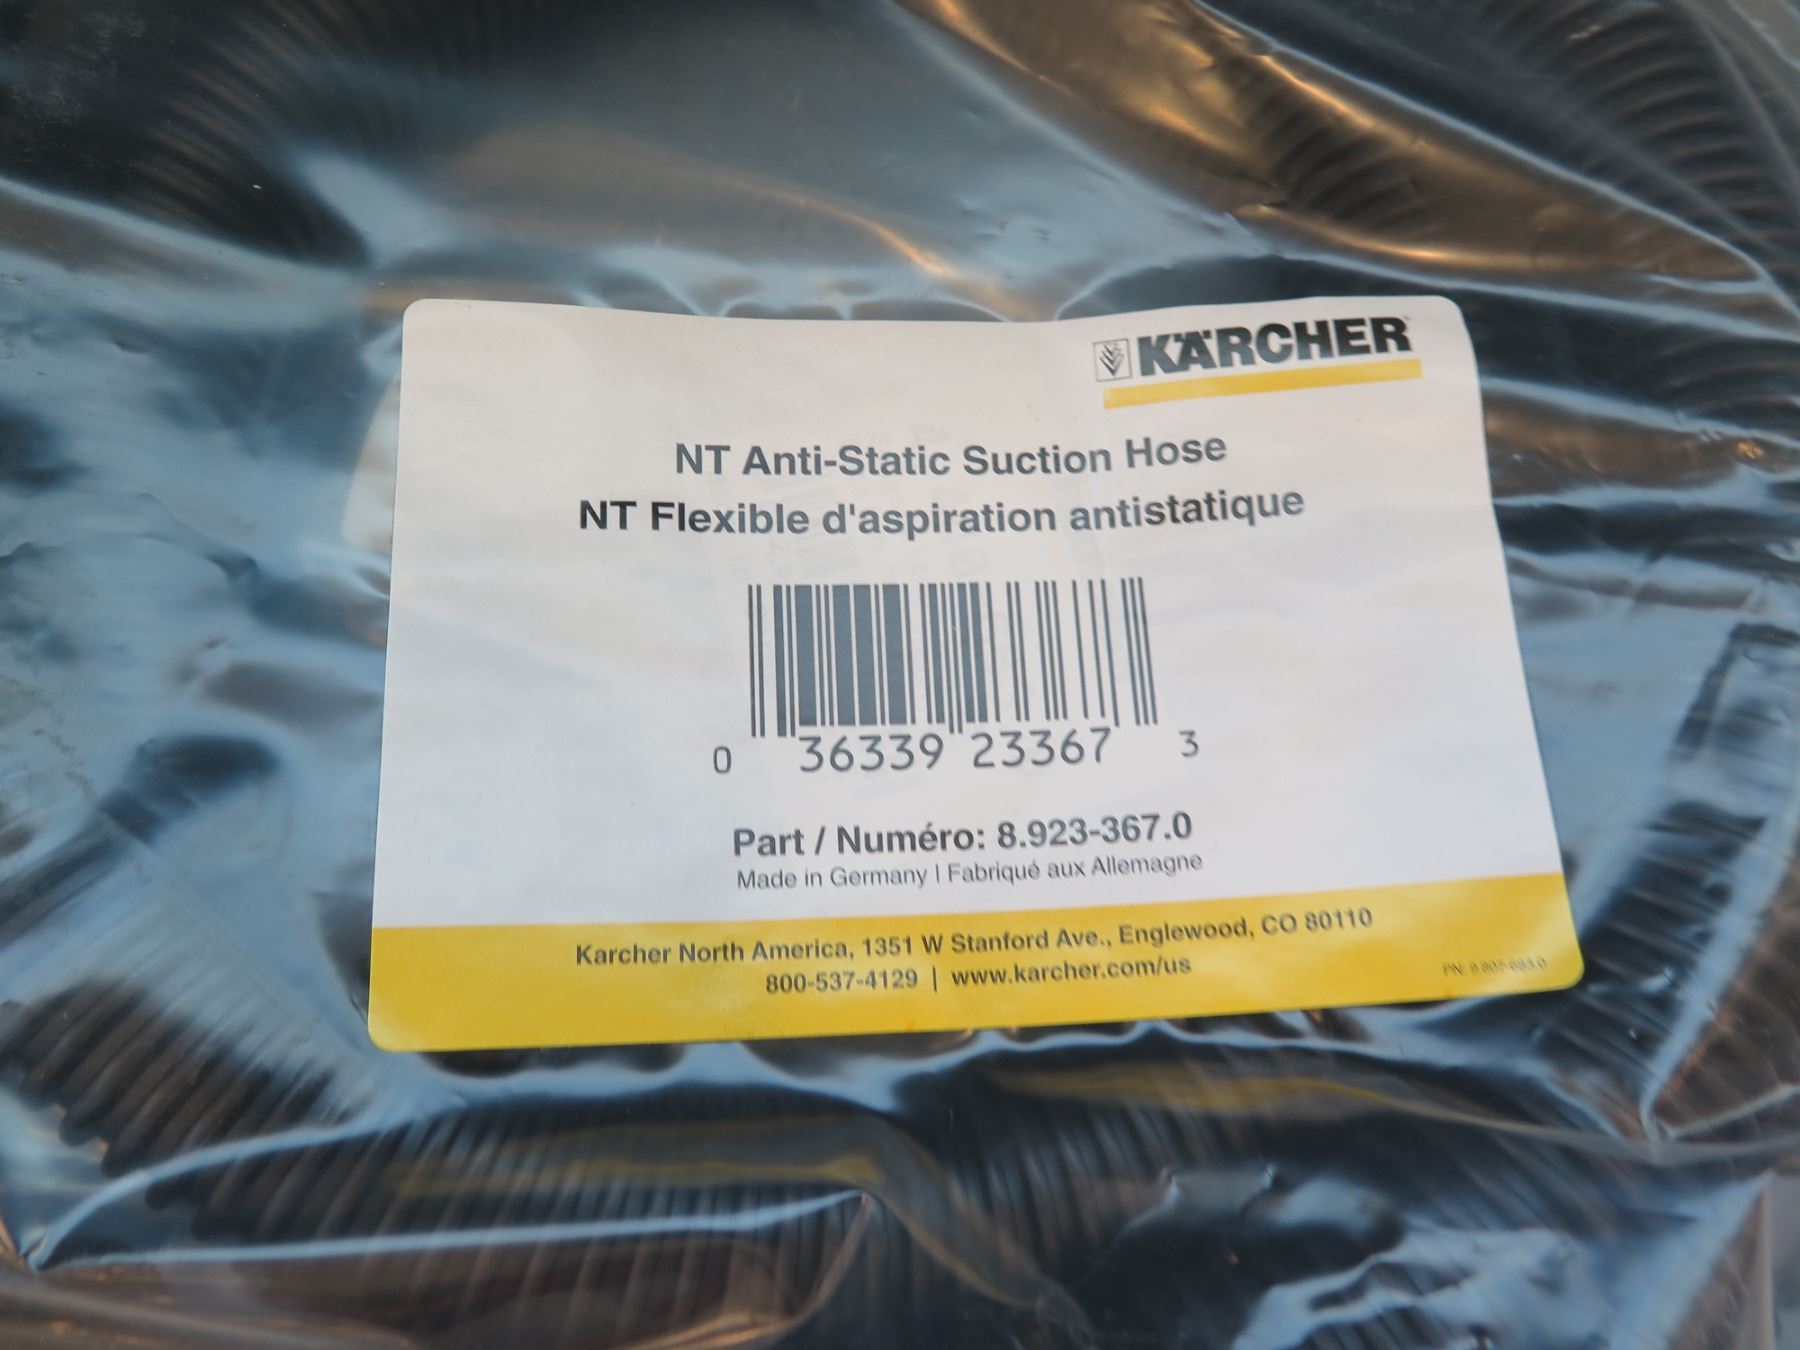 KÄRCHER
NT Anti-Static Suction Hose
NT Flexible d'aspiration antistatique
0 36339 23367 3
Part / Numéro: 8.923-367.0
Made in Germany | Fabriqué aux Allemagne
Karcher North America, 1351 W Stanford Ave., Englewood, CO 80110
800-537-4129 | www.karcher.com/us
PN: